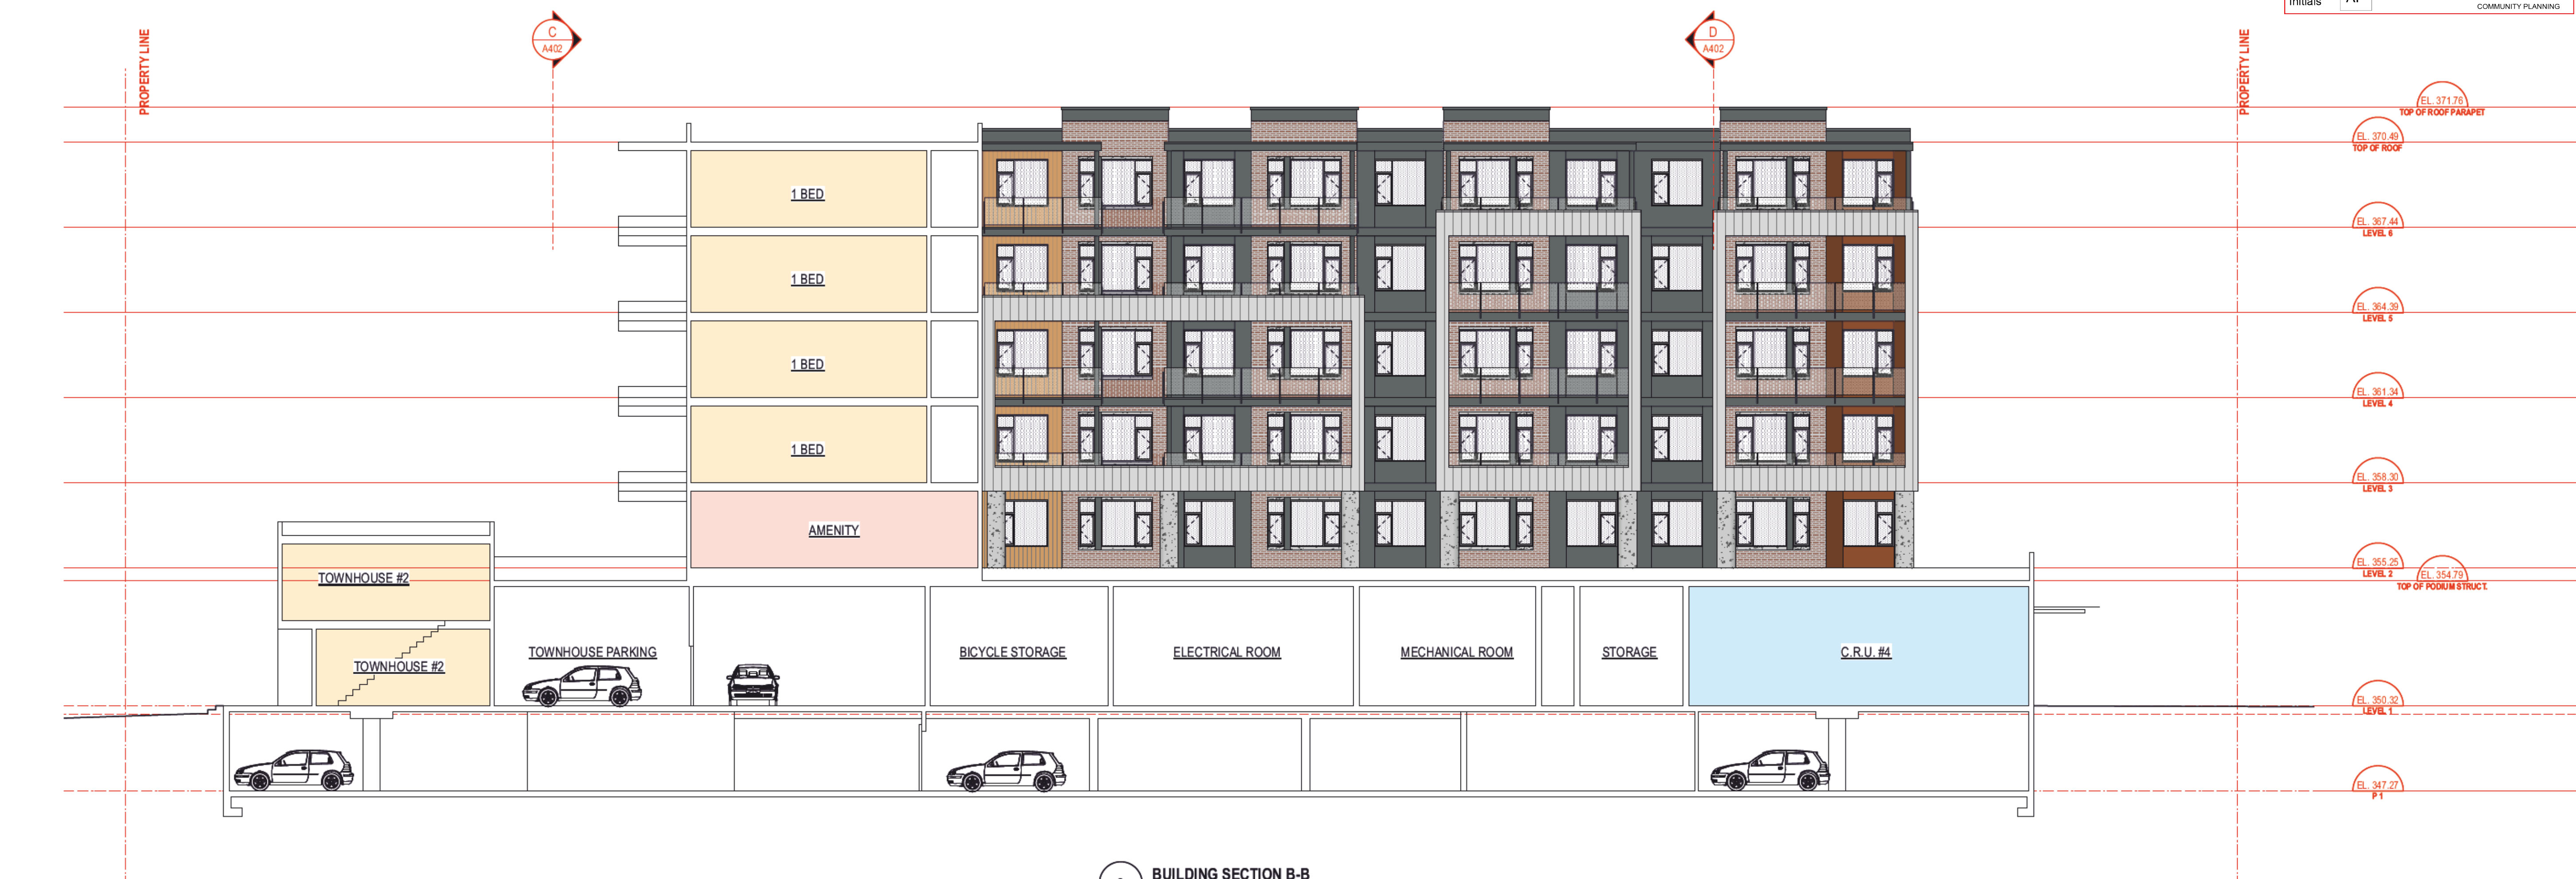 Initials
COMMUNITY PLANNING
PROPERTY LINE
C
A402
D
A402
PROPERTY LINE
EL. 371.76
TOP OF ROOF PARAPET
EL. 370.49
TOP OF ROOF
1 BED
EL. 367.44
LEVEL 6
1 BED
EL. 364.39
LEVEL 5
1 BED
EL. 361.34
LEVEL 4
1 BED
EL. 358.30
LEVEL 3
AMENITY
EL. 355.25
LEVEL 2
EL. 354.79
TOP OF PODIUM STRUCT.
TOWNHOUSE #2
TOWNHOUSE #2
TOWNHOUSE PARKING
BICYCLE STORAGE
ELECTRICAL ROOM
MECHANICAL ROOM
STORAGE
C.R.U. #4
EL. 350.32
LEVEL 1
EL. 347.27
P 1
BUILDING SECTION B-B